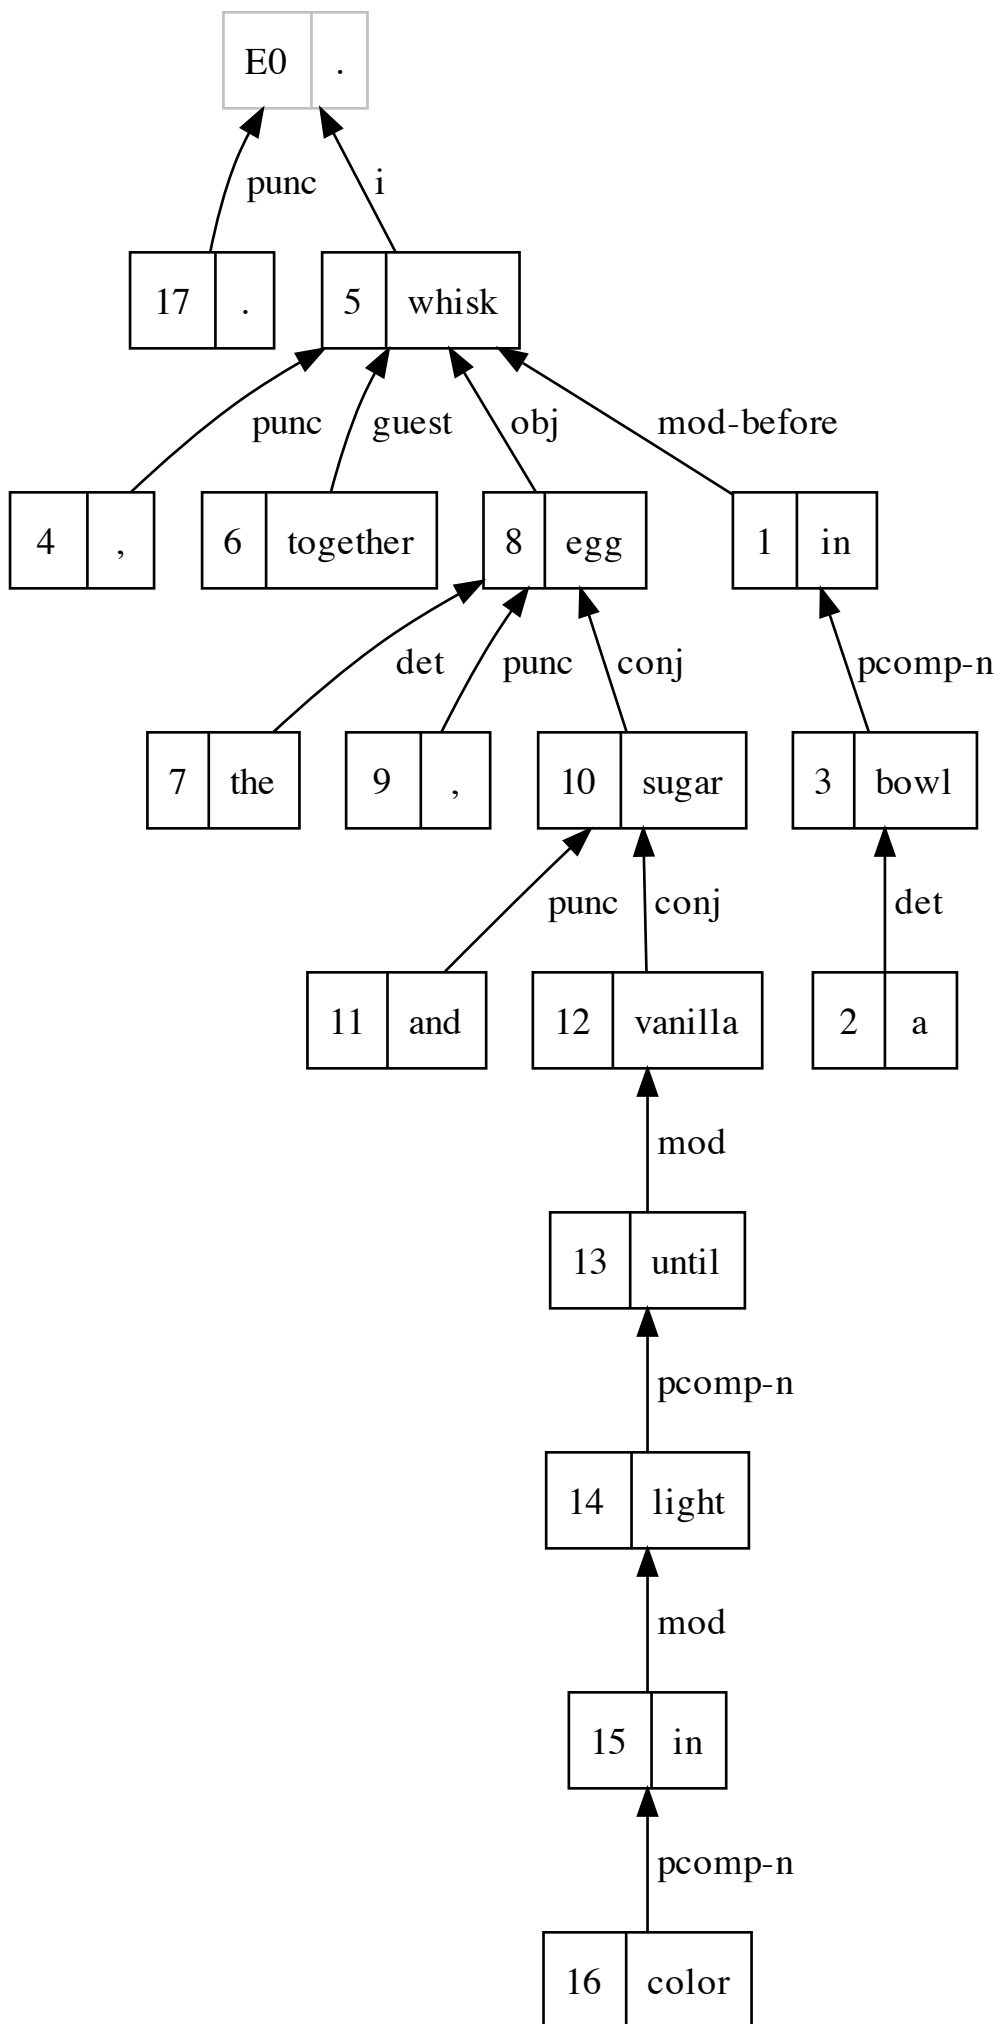 E0 .
punc i
17 . 5 whisk
punc guest obj mod-before
4 , 6 together 8 egg 1 in
det punc conj pcomp-n
7 the 9 , 10 sugar 3 bowl
punc conj det
11 and 12 vanilla 2 a
mod
13 until
pcomp-n
14 light
mod
15 in
pcomp-n
16 color